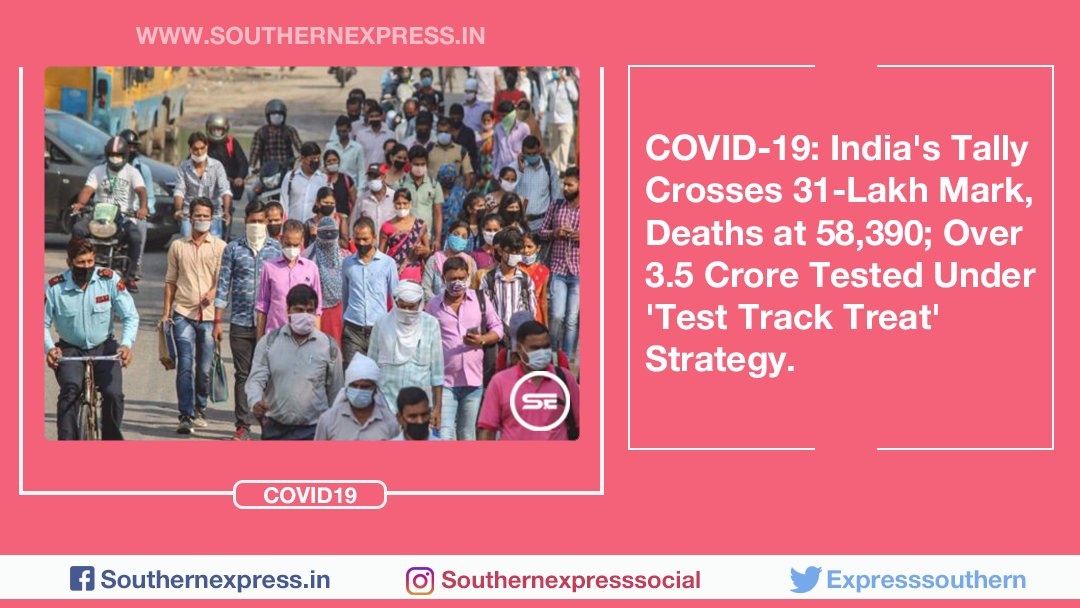 WWW.SOUTHERNEXPRESS.IN
COVID-19: India's Tally
Crosses 31-Lakh Mark,
Deaths at 58,390; Over
3.5 Crore Tested Under
'Test Track Treat'
Strategy.
SE
COVID19
Southernexpress.in
Southernexpresssocial
Expresssouthern